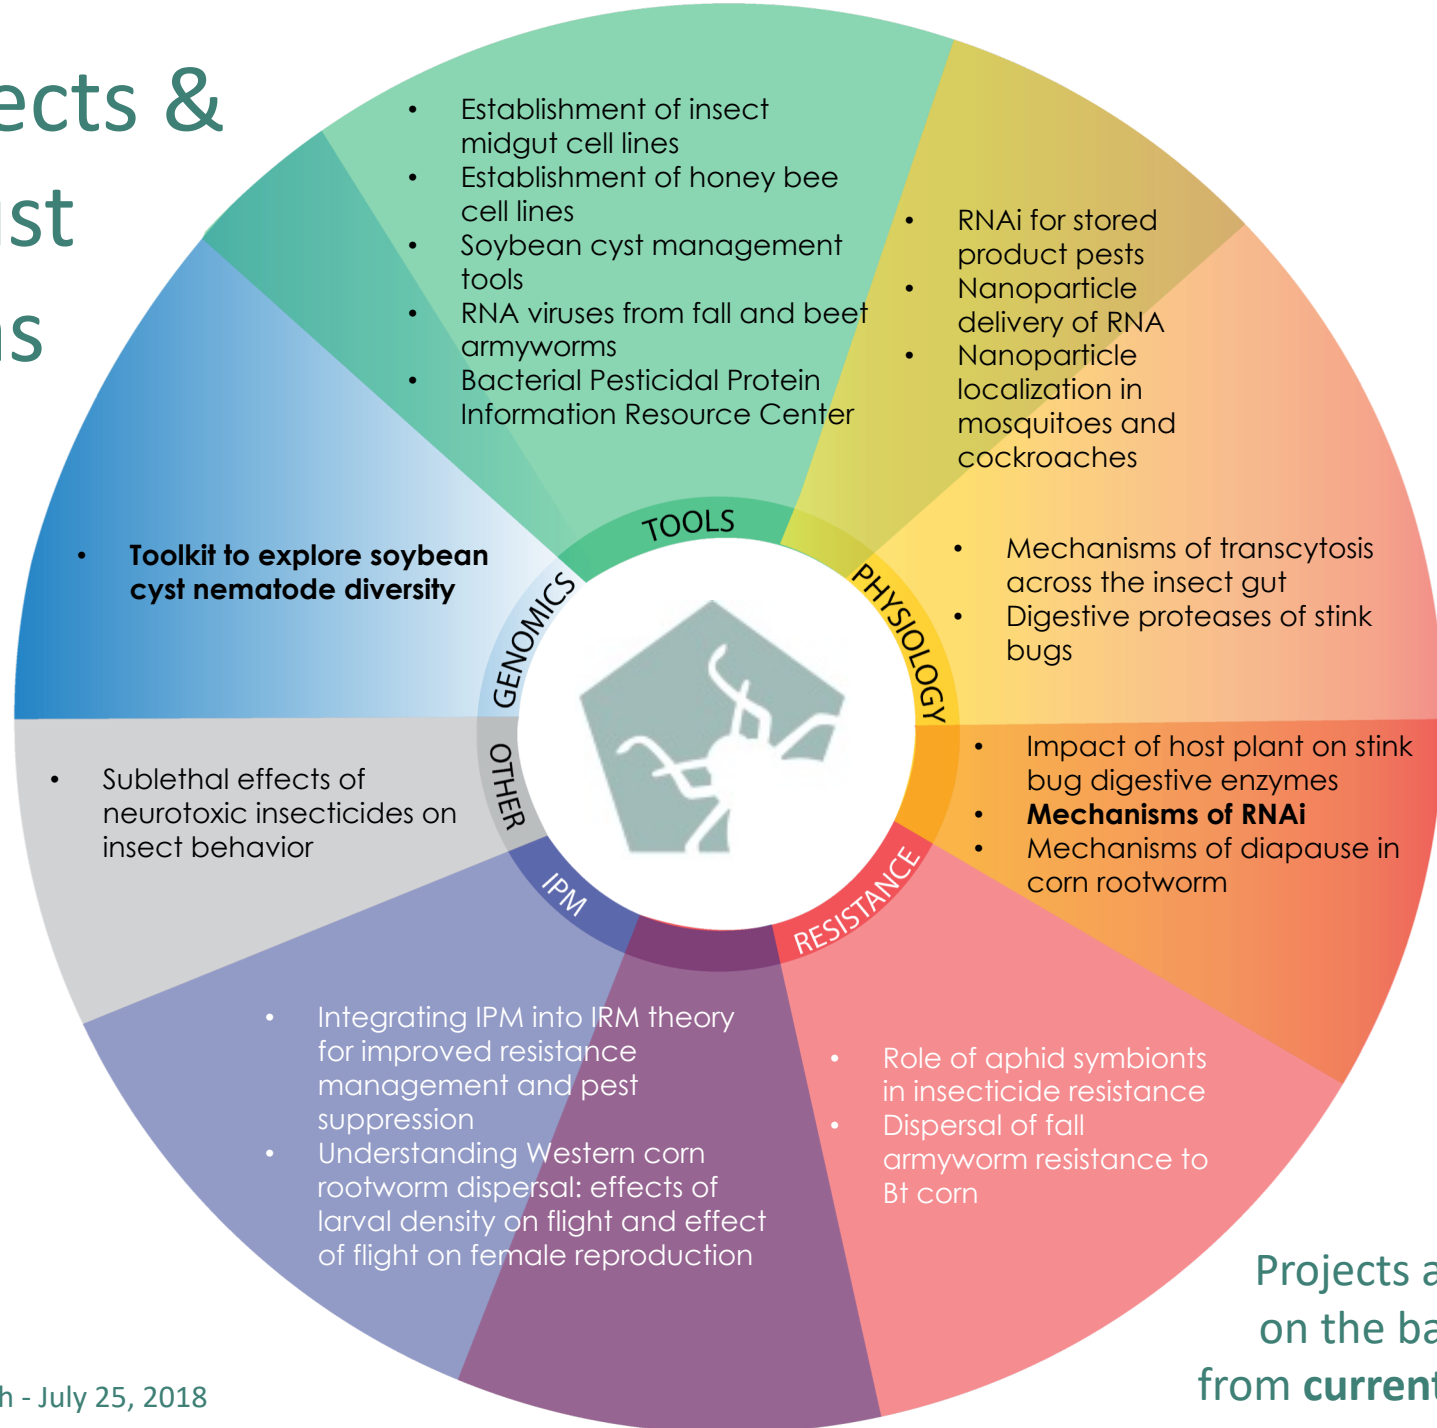 ects &
ust
ns
• Establishment of insect
midgut cell lines
• Establishment of honey bee
cell lines
• Soybean cyst management
tools
• RNA viruses from fall and beet
armyworms
• Bacterial Pesticidal Protein
Information Resource Center
• RNAi for stored
product pests
• Nanoparticle
delivery of RNA
• Nanoparticle
localization in
mosquitoes and
cockroaches
• Mechanisms of transcytosis
across the insect gut
• Digestive proteases of stink
bugs
• Impact of host plant on stink
bug digestive enzymes
• Mechanisms of RNAi
• Mechanisms of diapause in
corn rootworm
• Role of aphid symbionts
in insecticide resistance
• Dispersal of fall
armyworm resistance to
Bt corn
• Integrating IPM into IRM theory
for improved resistance
management and pest
suppression
• Understanding Western corn
rootworm dispersal: effects of
larval density on flight and effect
of flight on female reproduction
• Sublethal effects of
neurotoxic insecticides on
insect behavior
• Toolkit to explore soybean
cyst nematode diversity
TOOLS
PHYSIOLOGY
RESISTANCE
IPM
OTHER
GENOMICS
Projects a
on the ba
from current
h - July 25, 2018